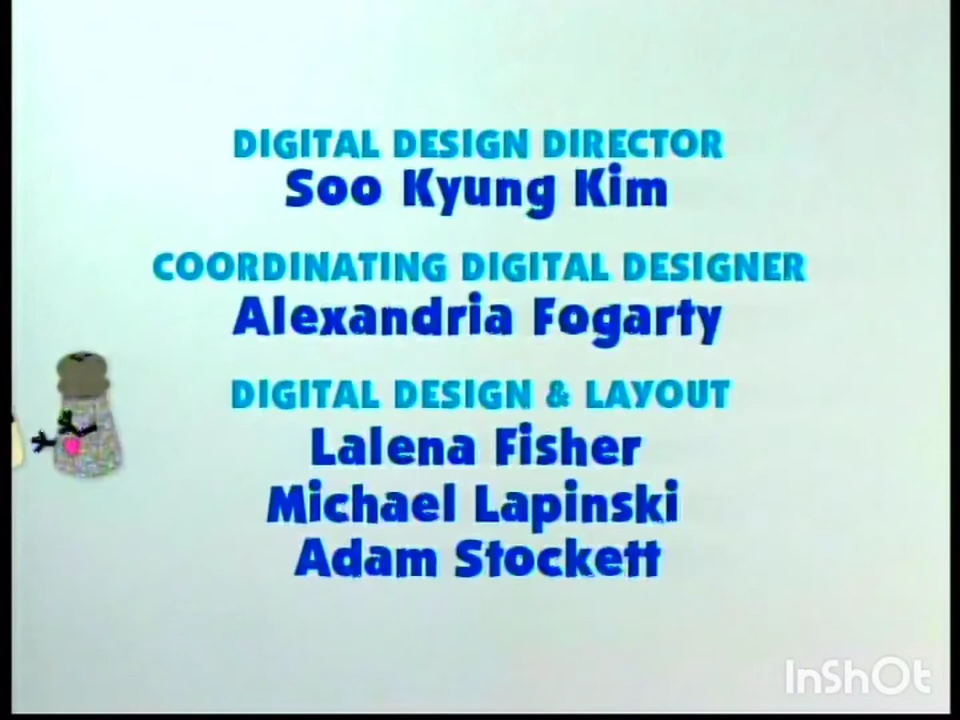 DIGITAL DESIGN DIRECTOR
Soo Kyung Kim
COORDINATING DIGITAL DESIGNER
Alexandria Fogarty
DIGITAL DESIGN & LAYOUT
Lalena Fisher
Michael Lapinski
Adam Stockett
InShOt